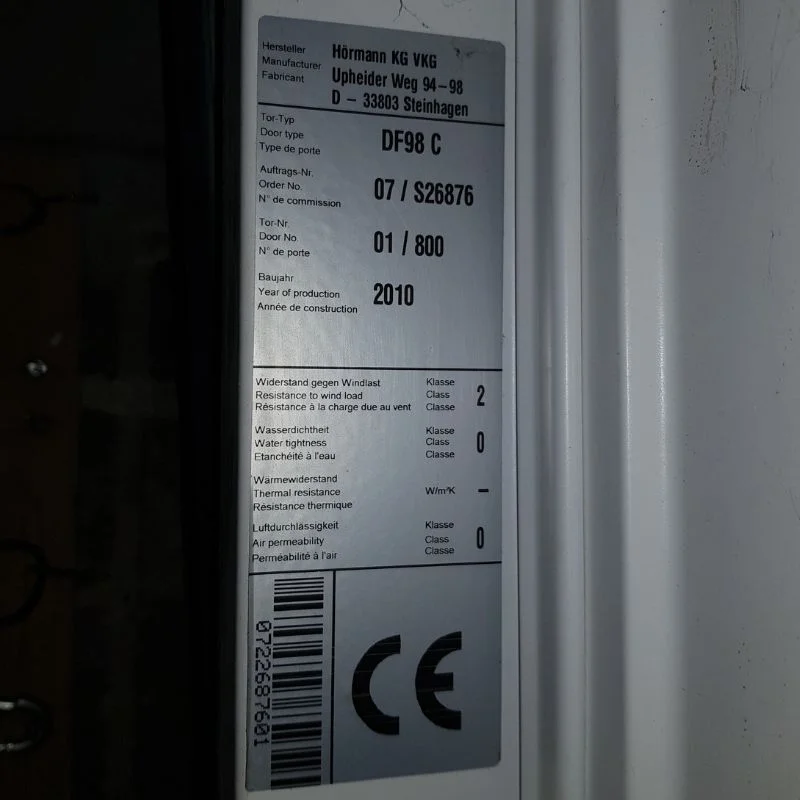 Hersteller
Manufacturer
Fabricant
Hörmann KG VKG
Upheider Weg 94-98
D - 33803 Steinhagen
Tor-Typ
Door type
Type de porte
DF98 C
Auftrags-Nr.
Order No.
N° de commission
07 / S26876
Tor-Nr.
Door No.
N° de porte
01 / 800
Baujahr
Year of production
Année de construction
2010
Widerstand gegen Windlast Klasse
Resistance to wind load Class 2
Résistance à la charge due au vent Classe
Wasserdichtheit Klasse
Water tightness Class 0
Etanchéité à l'eau Classe
Wärmewiderstand
Thermal resistance W/m²K –
Résistance thermique
Luftdurchlässigkeit Klasse
Air permeability Class 0
Perméabilité à l'air Classe
0722687601
CE